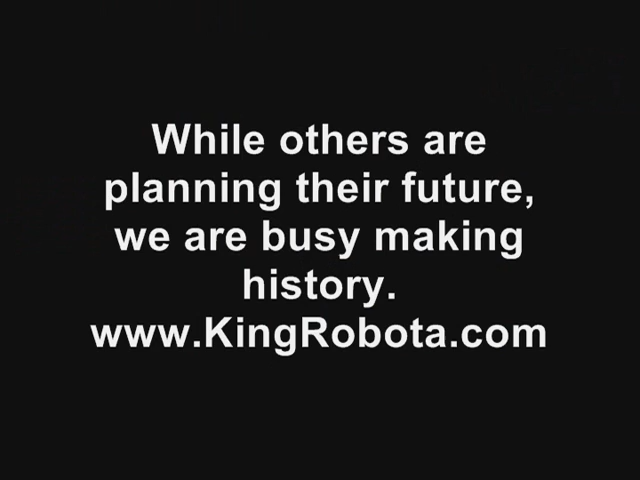 While others are
planning their future,
we are busy making
history.
www.KingRobota.com